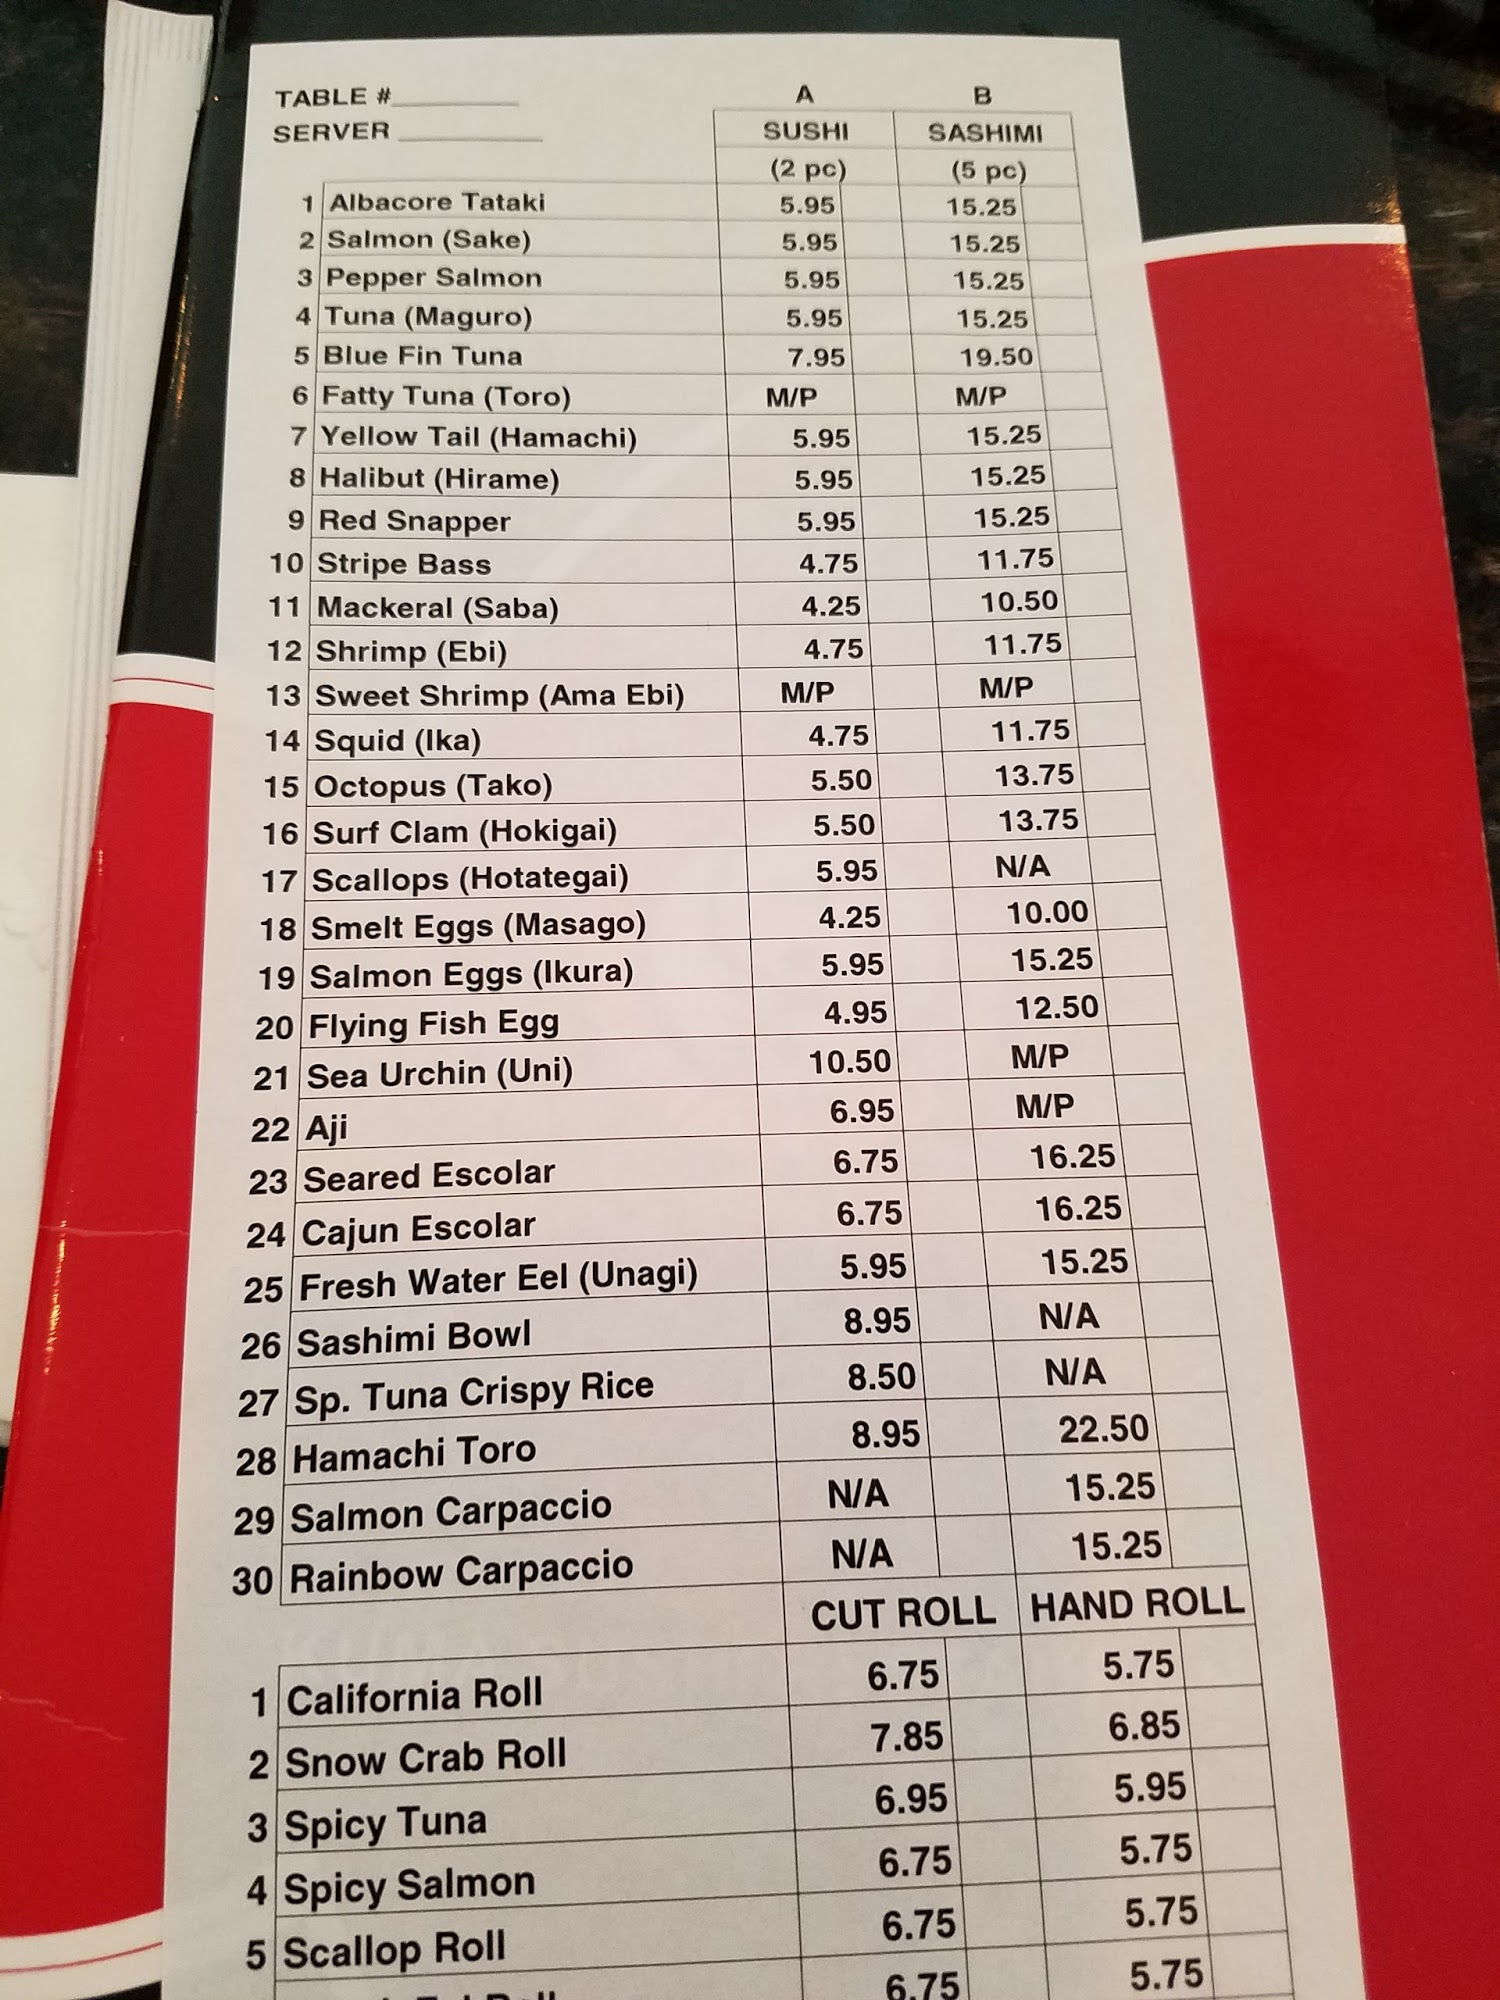 TABLE #________ A B
SERVER ________ SUSHI SASHIMI
(2 pc) (5 pc)
1 Albacore Tataki 5.95 15.25
2 Salmon (Sake) 5.95 15.25
3 Pepper Salmon 5.95 15.25
4 Tuna (Maguro) 5.95 15.25
5 Blue Fin Tuna 7.95 19.50
6 Fatty Tuna (Toro) M/P M/P
7 Yellow Tail (Hamachi) 5.95 15.25
8 Halibut (Hirame) 5.95 15.25
9 Red Snapper 5.95 15.25
10 Stripe Bass 4.75 11.75
11 Mackeral (Saba) 4.25 10.50
12 Shrimp (Ebi) 4.75 11.75
13 Sweet Shrimp (Ama Ebi) M/P M/P
14 Squid (Ika) 4.75 11.75
15 Octopus (Tako) 5.50 13.75
16 Surf Clam (Hokigai) 5.50 13.75
17 Scallops (Hotategai) 5.95 N/A
18 Smelt Eggs (Masago) 4.25 10.00
19 Salmon Eggs (Ikura) 5.95 15.25
20 Flying Fish Egg 4.95 12.50
21 Sea Urchin (Uni) 10.50 M/P
22 Aji 6.95 M/P
23 Seared Escolar 6.75 16.25
24 Cajun Escolar 6.75 16.25
25 Fresh Water Eel (Unagi) 5.95 15.25
26 Sashimi Bowl 8.95 N/A
27 Sp. Tuna Crispy Rice 8.50 N/A
28 Hamachi Toro 8.95 22.50
29 Salmon Carpaccio N/A 15.25
30 Rainbow Carpaccio N/A 15.25
CUT ROLL HAND ROLL
1 California Roll 6.75 5.75
2 Snow Crab Roll 7.85 6.85
3 Spicy Tuna 6.95 5.95
4 Spicy Salmon 6.75 5.75
5 Scallop Roll 6.75 5.75
6.75 5.75